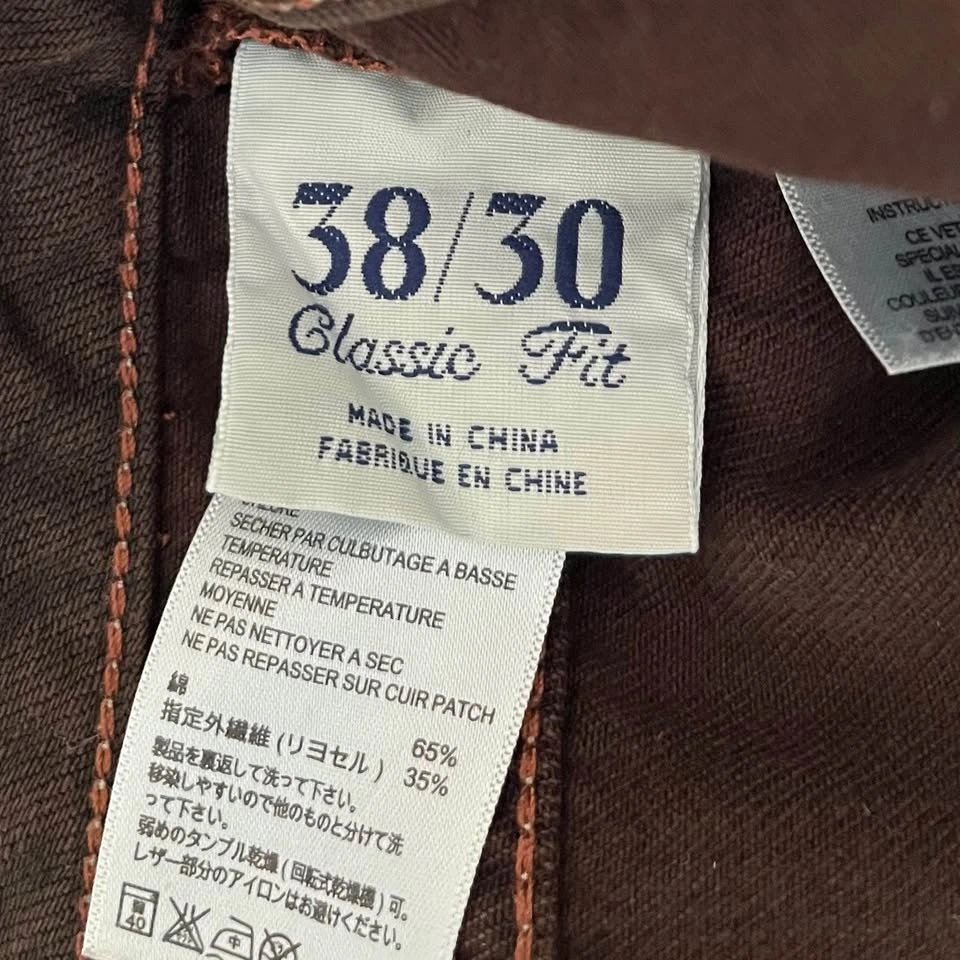 38/30
Classic Fit
MADE IN CHINA
FABRIQUE EN CHINE
SECHER PAR CULBUTAGE A BASSE
TEMPERATURE
REPASSER A TEMPERATURE
MOYENNE
NE PAS NETTOYER A SEC
NE PAS REPASSER SUR CUIR PATCH
綿 65%
指定外繊維 (リヨセル) 35%
製品を裏返して洗って下さい。
移染しやすいので他のものと分けて洗
って下さい。
弱めのタンブル乾燥 (回転式乾燥機) 可。
レザー部分のアイロンはお避けください。
40
中
CE
SPECIAL